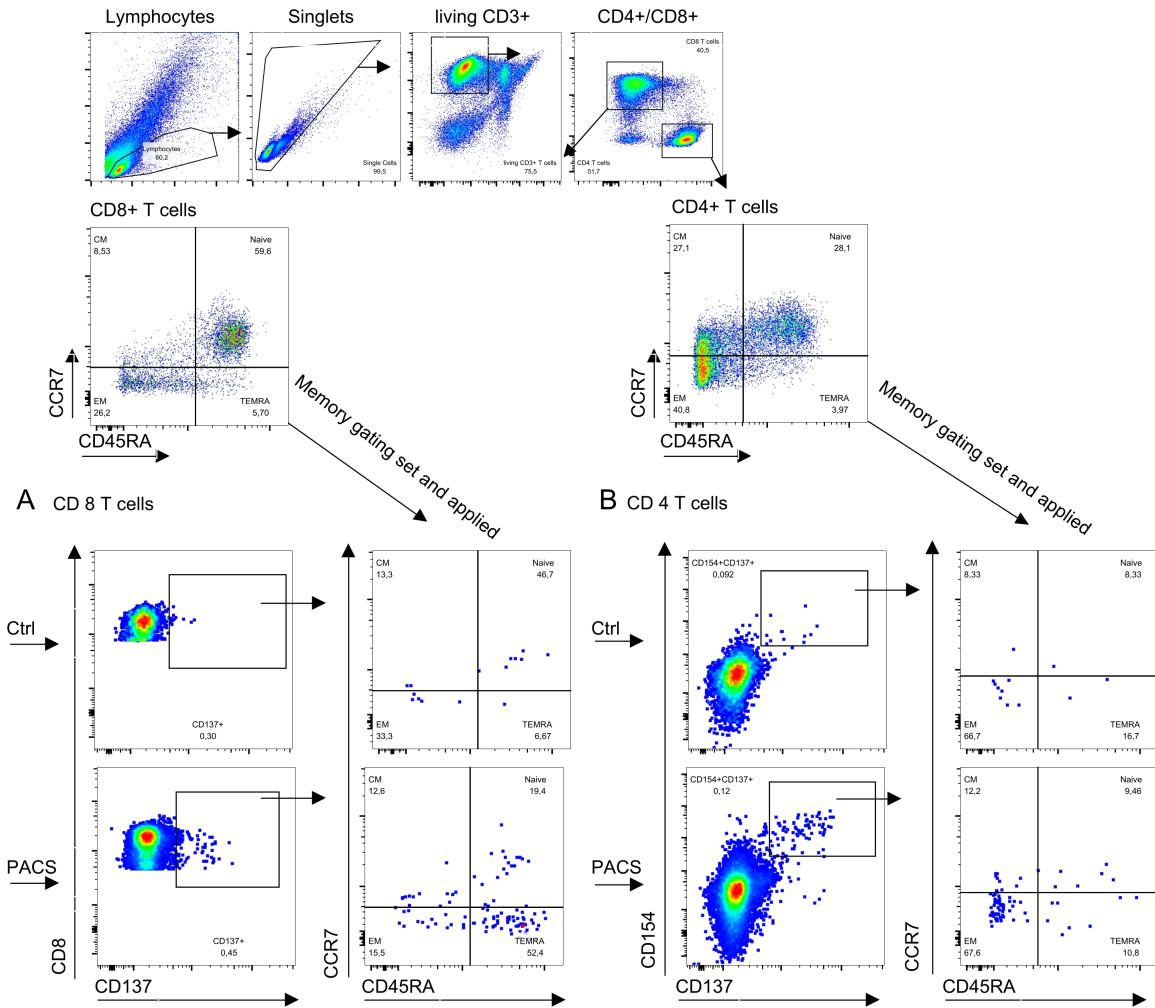 Lymphocytes
Singlets
living CD3+
CD4+/CD8+
Lymphocytes
60,2
Single Cells
99,5
living CD3+ T cells
75,5
CD8 T cells
40,5
CD4 T cells
51,7
CD8+ T cells
CM
8,53
Naive
59,6
EM
26,2
TEMRA
5,70
CCR7
CD45RA
CD4+ T cells
CM
27,1
Naive
28,1
EM
40,8
TEMRA
3,97
CCR7
CD45RA
Memory gating set and applied
Memory gating set and applied
A CD 8 T cells
Ctrl
CD137+
0,30
CM
13,3
Naive
46,7
EM
33,3
TEMRA
6,67
PACS
CD137+
0,45
CM
12,6
Naive
19,4
EM
15,5
TEMRA
52,4
CD8
CD137
CCR7
CD45RA
B CD 4 T cells
Ctrl
CD154+CD137+
0,092
CM
8,33
Naive
8,33
EM
66,7
TEMRA
16,7
PACS
CD154+CD137+
0,12
CM
12,2
Naive
9,46
EM
67,6
TEMRA
10,8
CD154
CD137
CCR7
CD45RA